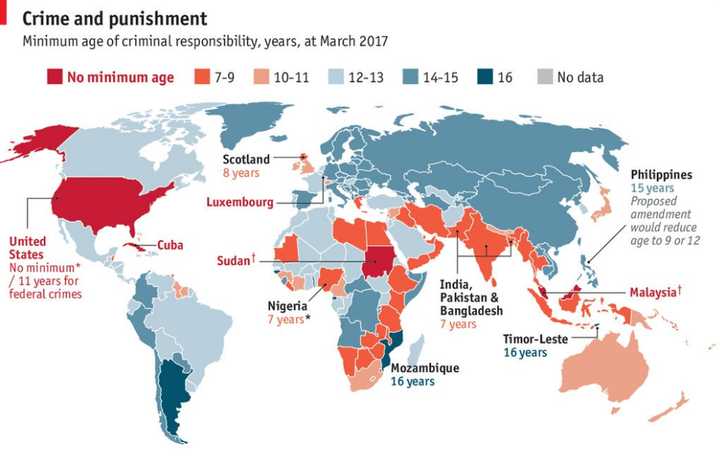 Crime and punishment
Minimum age of criminal responsibility, years, at March 2017
No minimum age
7-9
10-11
12-13
14-15
16
No data
Scotland
8 years
Luxembourg
Philippines
15 years
Proposed
amendment
would reduce
age to 9 or 12
United
States
No minimum*
/ 11 years for
federal crimes
Cuba
Sudan†
Nigeria
7 years*
India,
Pakistan &
Bangladesh
7 years
Malaysia†
Timor-Leste
16 years
Mozambique
16 years